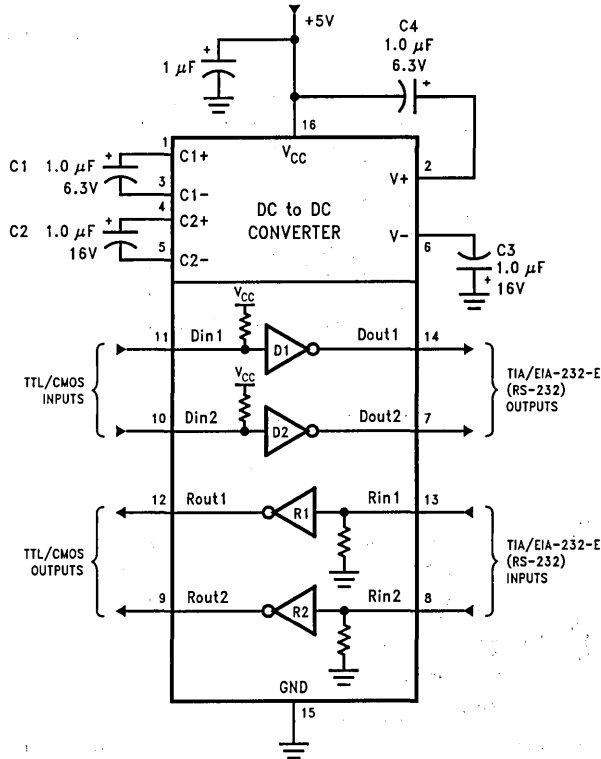 +5V
C4
1.0 µF
6.3V
+
1 µF
+
16
VCC
1
C1+
C1
1.0 µF
6.3V
+
3
C1-
4
C2+
C2
1.0 µF
16V
+
5
C2-
DC to DC
CONVERTER
2
V+
V-
6
C3
1.0 µF
+
16V
VCC
11
Din1
D1
Dout1
14
TTL/CMOS
INPUTS
VCC
10
Din2
D2
Dout2
7
TIA/EIA-232-E
(RS-232)
OUTPUTS
12
Rout1
R1
Rin1
13
TTL/CMOS
OUTPUTS
9
Rout2
R2
Rin2
8
TIA/EIA-232-E
(RS-232)
INPUTS
GND
15